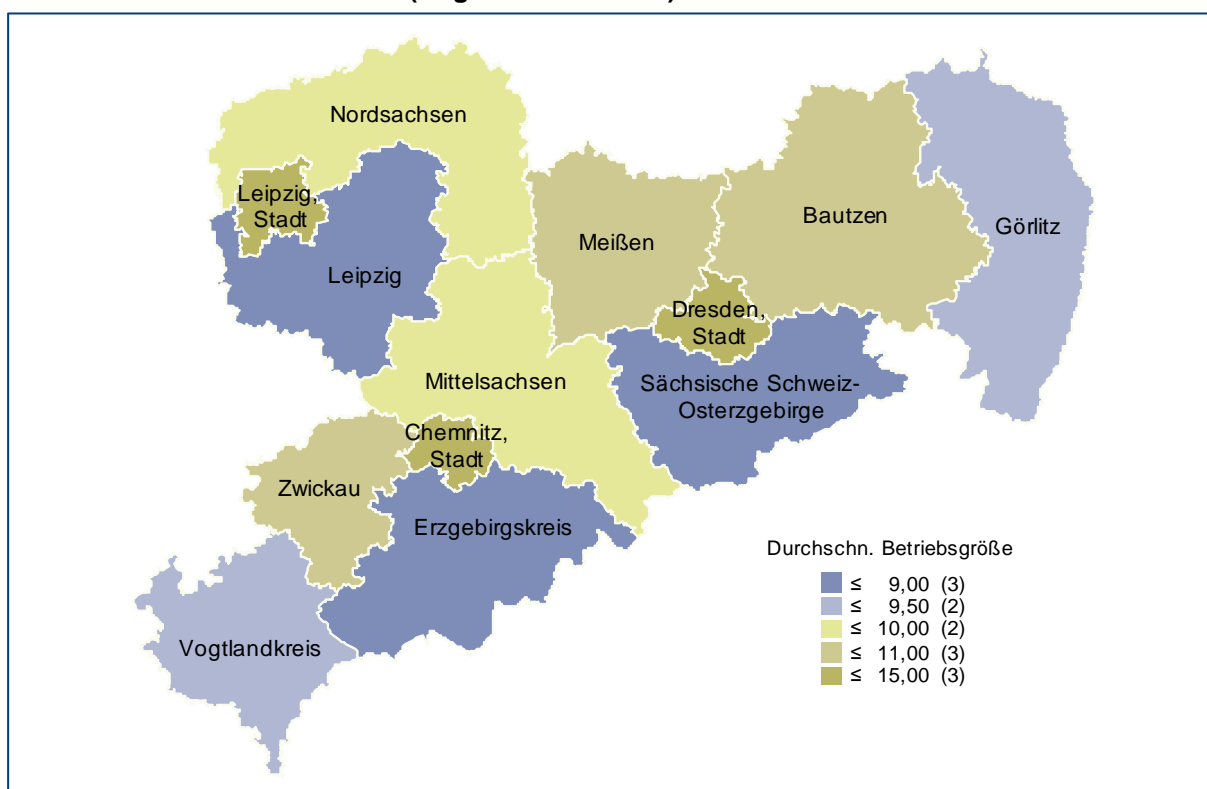 Nordsachsen
Leipzig,
Stadt
Leipzig
Meißen
Bautzen
Görlitz
Dresden,
Stadt
Mittelsachsen
Sächsische Schweiz-
Osterzgebirge
Chemnitz,
Stadt
Zwickau
Erzgebirgskreis
Vogtlandkreis
Durchschn. Betriebsgröße
≤ 9,00 (3)
≤ 9,50 (2)
≤ 10,00 (2)
≤ 11,00 (3)
≤ 15,00 (3)